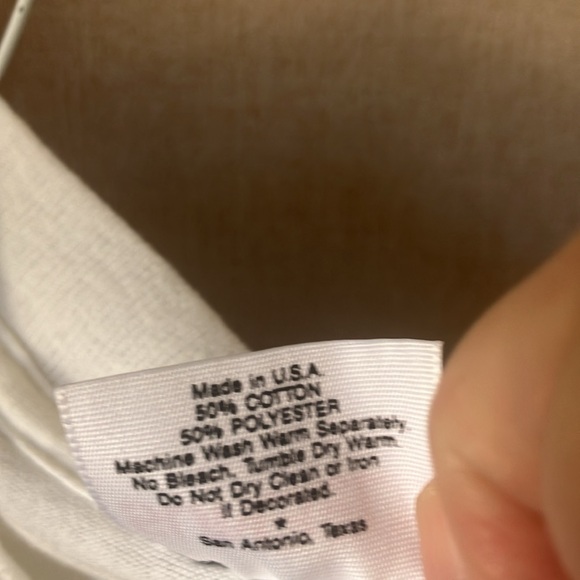 Made in U.S.A.
50% COTTON
50% POLYESTER
Machine Wash Warm Separately.
No Bleach. Tumble Dry Warm.
Do Not Dry Clean or Iron
if Decorated.
*
San Antonio, Texas